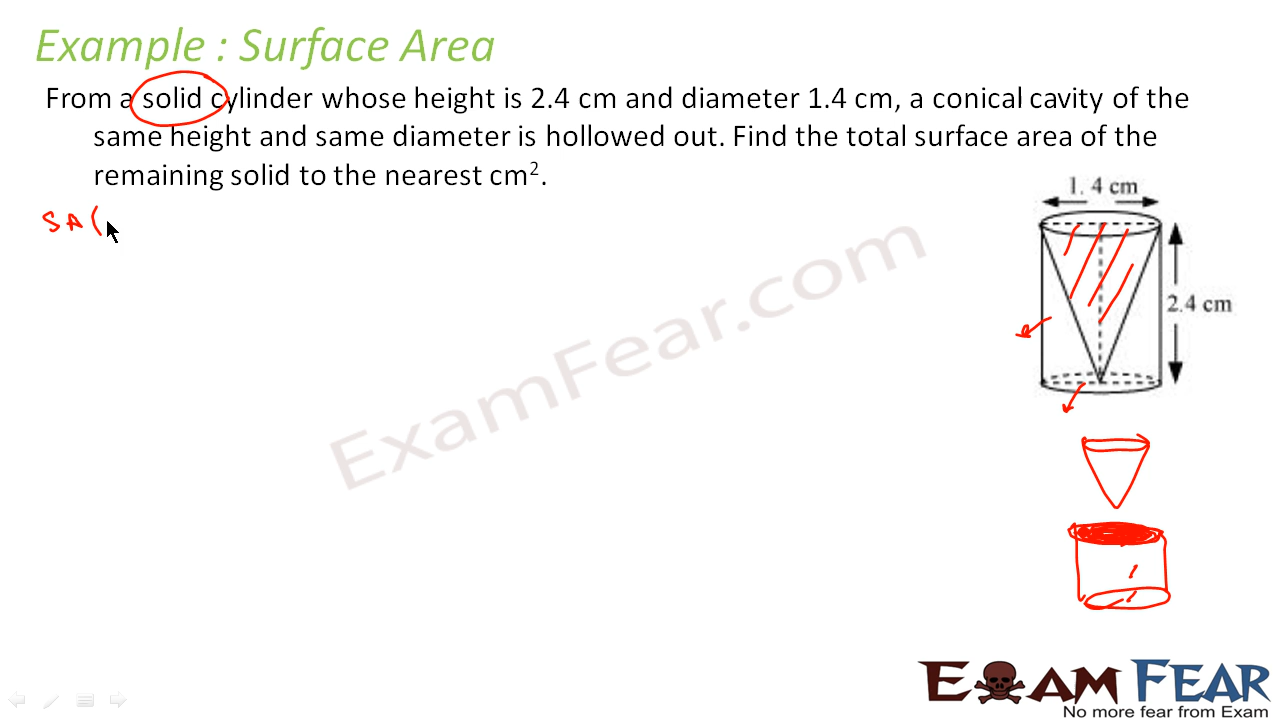 Example : Surface Area
From a solid cylinder whose height is 2.4 cm and diameter 1.4 cm, a conical cavity of the
same height and same diameter is hollowed out. Find the total surface area of the
remaining solid to the nearest cm².
SA (
1. 4 cm
2.4 cm
ExamFear.com
EXAM FEAR
No more fear from Exam